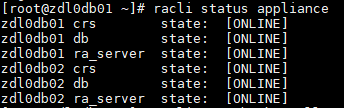 [root@zdl0db01 ~]# racli status appliance
zdl0db01 crs state: [ONLINE]
zdl0db01 db state: [ONLINE]
zdl0db01 ra_server state: [ONLINE]
zdl0db02 crs state: [ONLINE]
zdl0db02 db state: [ONLINE]
zdl0db02 ra_server state: [ONLINE]